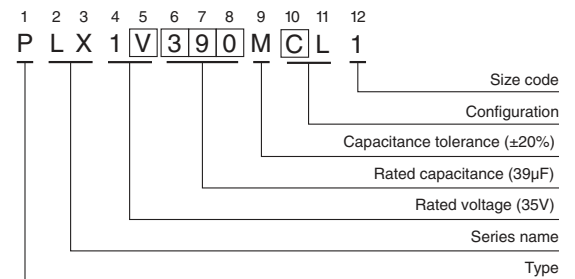 1 2 3 4 5 6 7 8 9 10 11 12
P L X 1 V 3 9 0 M C L 1
Size code
Configuration
Capacitance tolerance (±20%)
Rated capacitance (39µF)
Rated voltage (35V)
Series name
Type